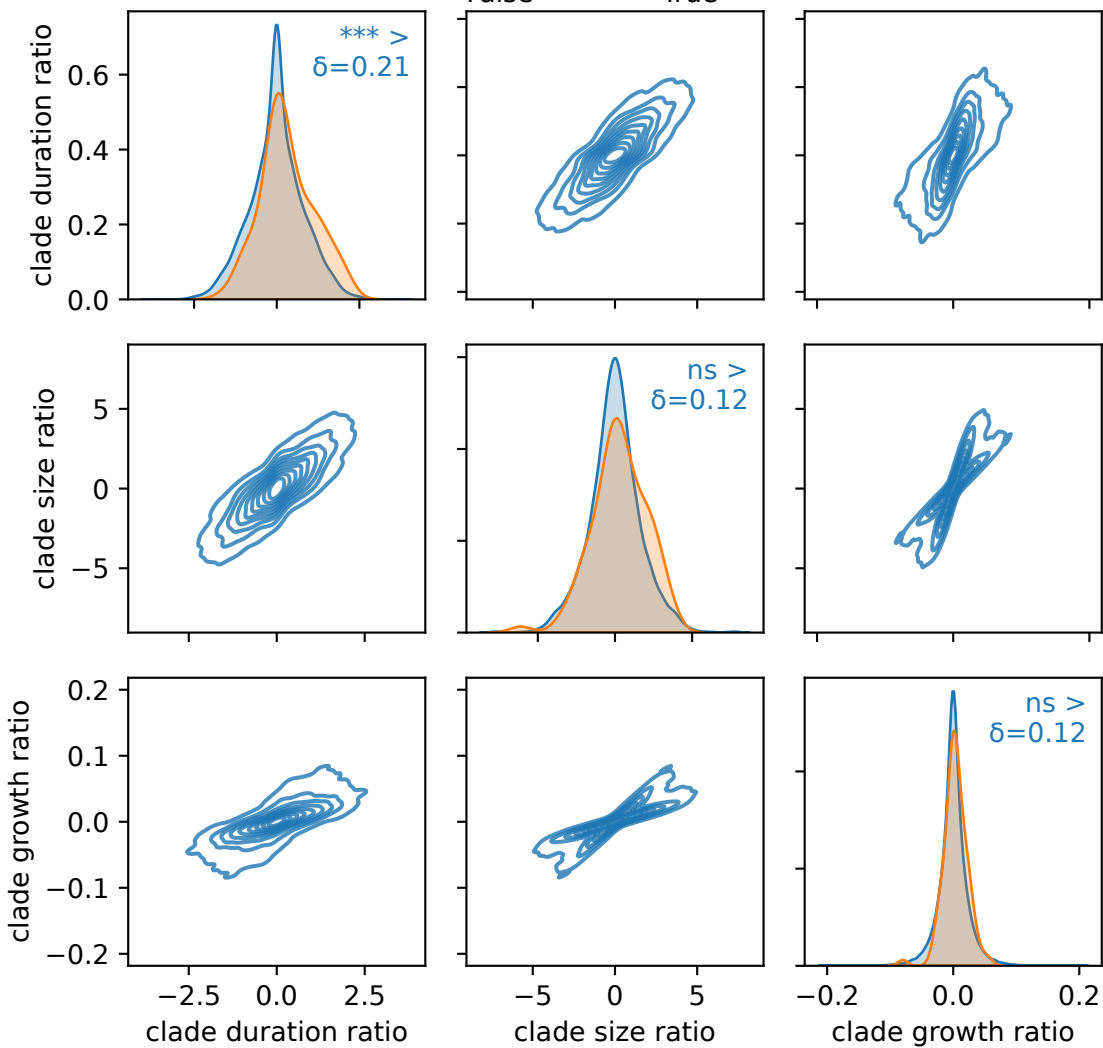 False True
clade duration ratio
0.6
0.4
0.2
0.0
*** >
δ=0.21
clade size ratio
5
0
−5
ns >
δ=0.12
clade growth ratio
0.2
0.1
0.0
−0.1
−0.2
ns >
δ=0.12
−2.5 0.0 2.5
−5 0 5
−0.2 0.0 0.2
clade duration ratio
clade size ratio
clade growth ratio